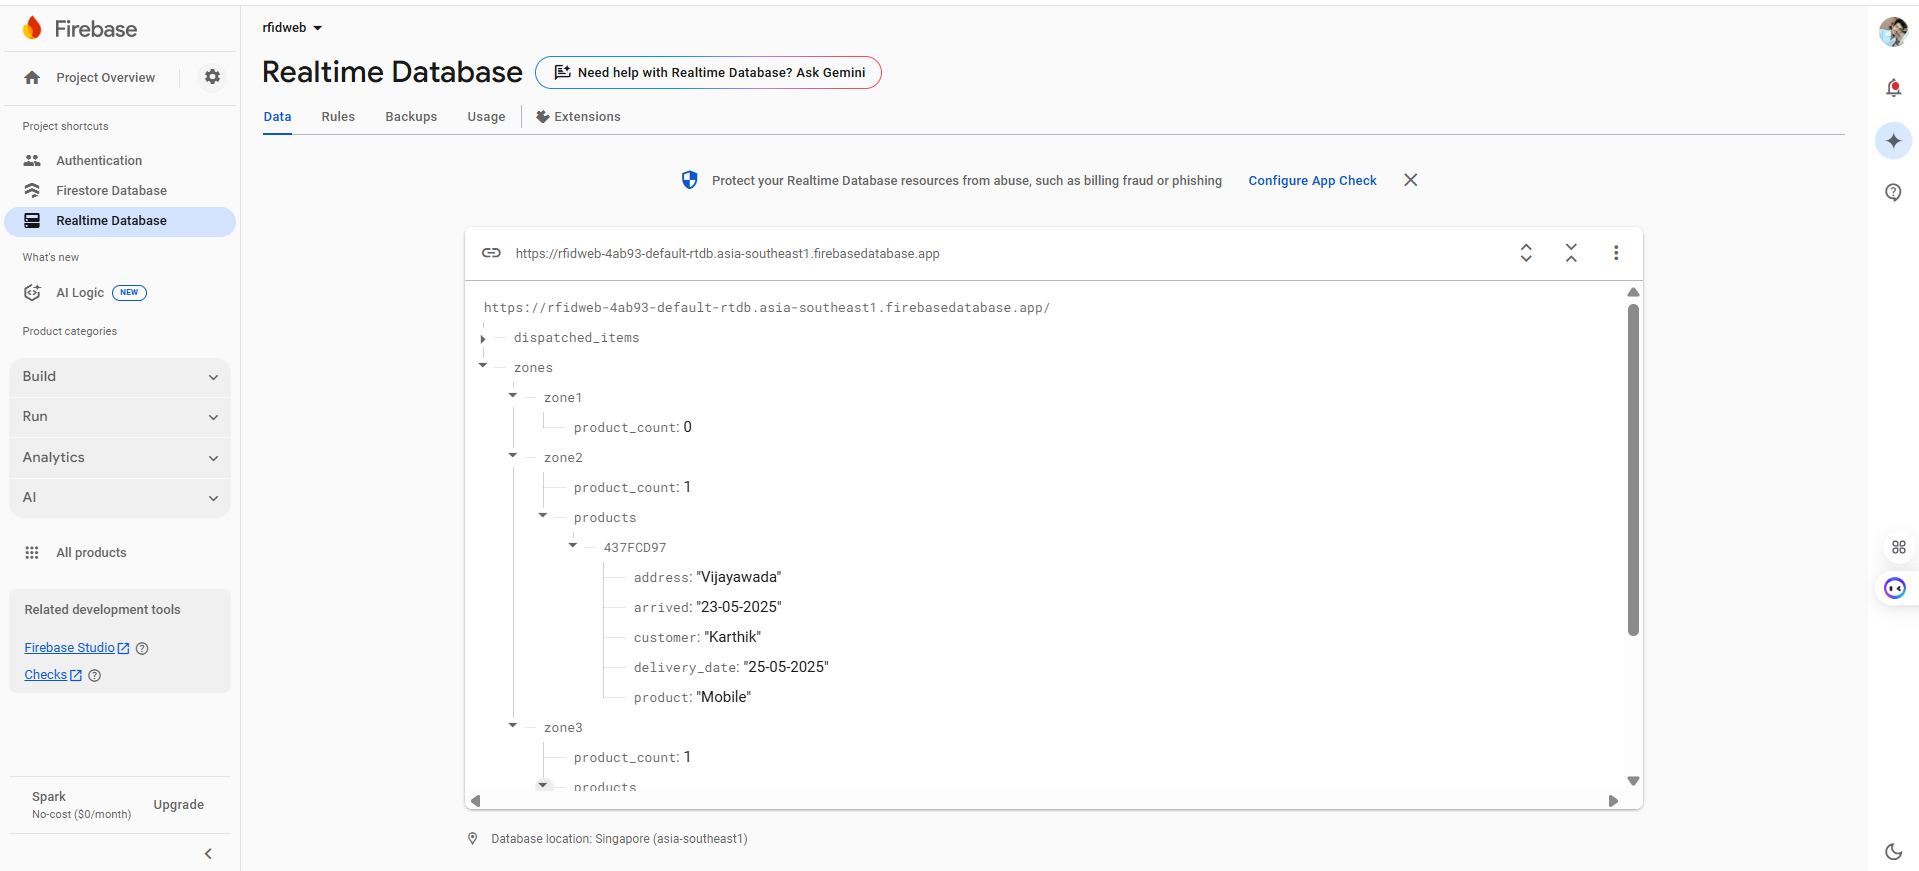 Firebase
Project Overview
Project shortcuts
Authentication
Firestore Database
Realtime Database
What's new
AI Logic NEW
Product categories
Build
Run
Analytics
AI
All products
Related development tools
Firebase Studio
Checks
Spark
No-cost ($0/month)
Upgrade
rfidweb
Realtime Database
Need help with Realtime Database? Ask Gemini
Data Rules Backups Usage Extensions
Protect your Realtime Database resources from abuse, such as billing fraud or phishing Configure App Check
https://rfidweb-4ab93-default-rtdb.asia-southeast1.firebasedatabase.app
https://rfidweb-4ab93-default-rtdb.asia-southeast1.firebasedatabase.app/
dispatched_items
zones
zone1
product_count: 0
zone2
product_count: 1
products
437FCD97
address: "Vijayawada"
arrived: "23-05-2025"
customer: "Karthik"
delivery_date: "25-05-2025"
product: "Mobile"
zone3
product_count: 1
products
Database location: Singapore (asia-southeast1)